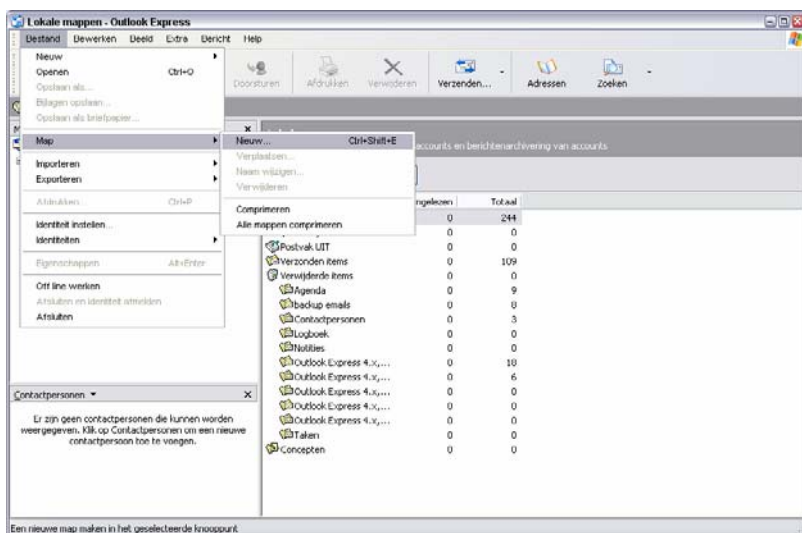 Lokale mappen - Outlook Express
Bestand Bewerken Beeld Extra Bericht Help
Nieuw
Openen Ctrl+O
Opslaan als...
Bijlagen opslaan...
Opslaan als briefpapier...
Map
Importeren
Exporteren
Afdrukken... Ctrl+P
Identiteit instellen...
Identiteiten
Eigenschappen Alt+Enter
Off line werken
Afsluiten en identiteit afmelden
Afsluiten
Doorsturen Afdrukken Verwijderen Verzenden... Adressen Zoeken
Nieuw... Ctrl+Shift+E
Verplaatsen...
Naam wijzigen...
Verwijderen
Comprimeren
Alle mappen comprimeren
accounts en berichtenarchivering van accounts
Totaal
0 244
0 0
Postvak UIT 0 0
Verzonden items 0 109
Verwijderde items 0 0
Agenda 0 9
backup emails 0 8
Contactpersonen 0 3
Logboek 0 0
Notities 0 0
Outlook Express 4.x,... 0 18
Outlook Express 4.x,... 0 6
Outlook Express 4.x,... 0 0
Outlook Express 4.x,... 0 0
Outlook Express 4.x,... 0 0
Taken 0 0
Concepten 0 0
Contactpersonen
Er zijn geen contactpersonen die kunnen worden
weergegeven. Klik op Contactpersonen om een nieuwe
contactpersoon toe te voegen.
Een nieuwe map maken in het geselecteerde knooppunt